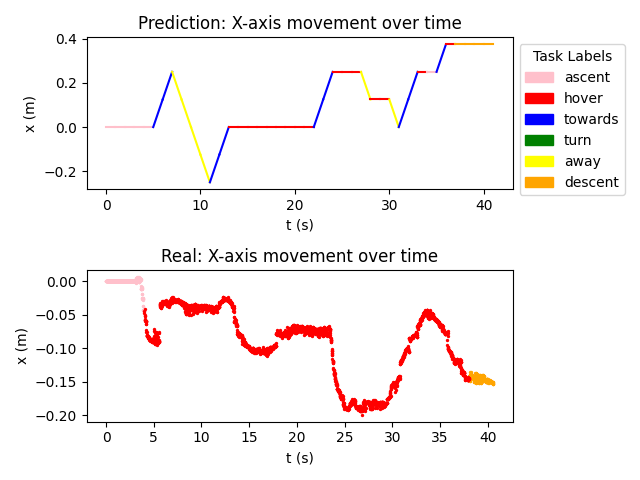 Prediction: X-axis movement over time
x (m)
0.4
0.2
0.0
−0.2
0
10
20
30
40
t (s)
Task Labels
ascent
hover
towards
turn
away
descent
Real: X-axis movement over time
x (m)
0.00
−0.05
−0.10
−0.15
−0.20
0
5
10
15
20
25
30
35
40
t (s)